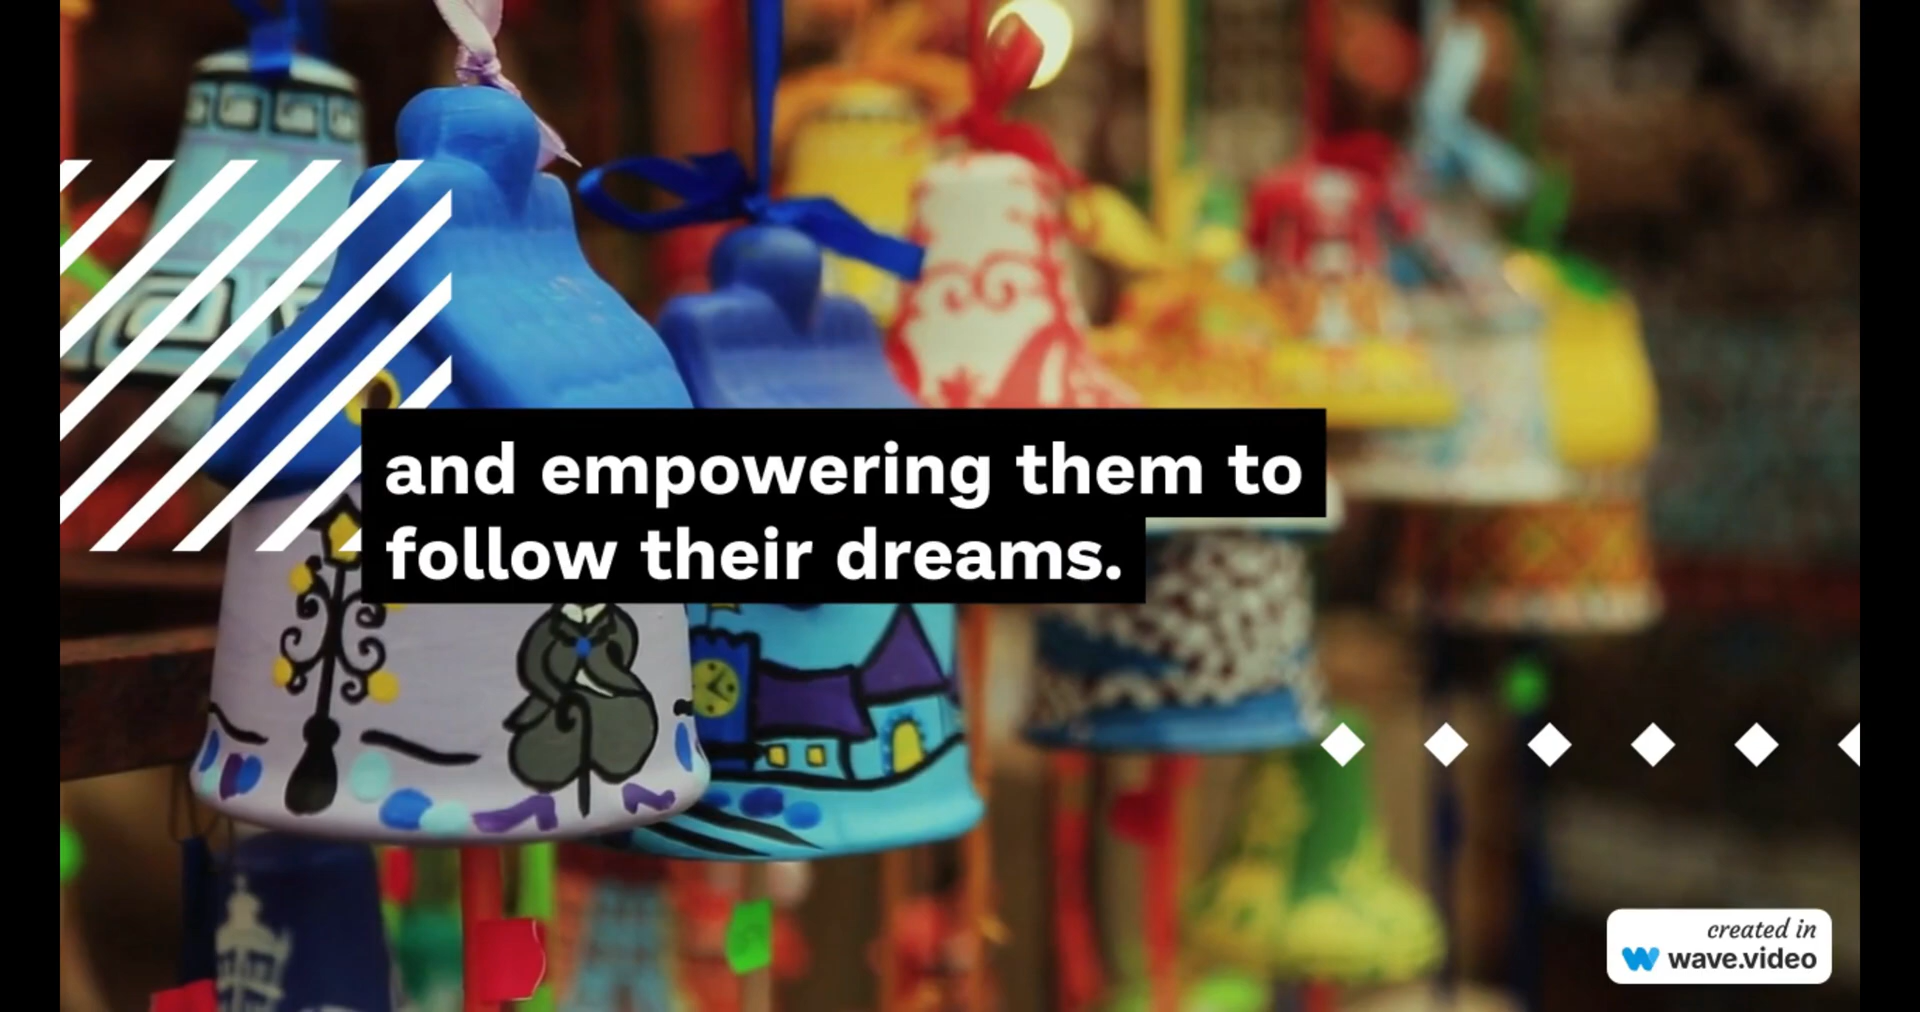 and empowering them to
follow their dreams.
created in
wave.video